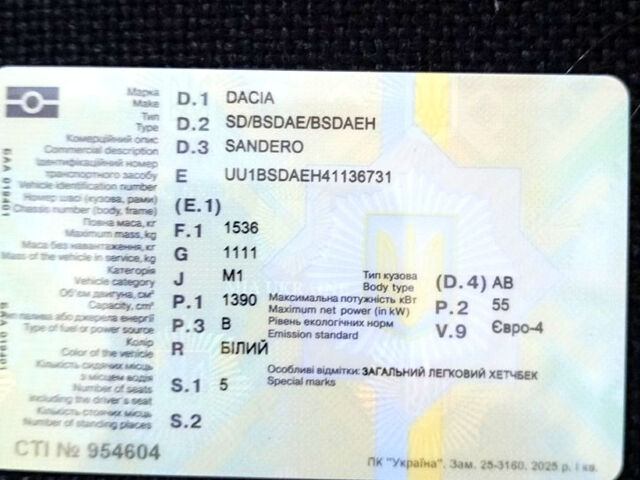 Марка
Make D.1 DACIA
Тип
Type D.2 SD/BSDAE/BSDAEH
Комерційний опис
Commercial description D.3 SANDERO
Ідентифікаційний номер
транспортного засобу
Vehicle identification number E UU1BSDAEH41136731
Номер шасі (кузова, рами)
Chassis number (body, frame) (E.1)
Повна маса, кг
Maximum mass, kg F.1 1536
Маса без навантаження, кг
Mass of the vehicle in service, kg G 1111
Категорія
Vehicle category J M1
Тип кузова
Body type (D.4) AB
Об'єм двигуна, см³
Capacity, cm³ P.1 1390
Максимальна потужність кВт
Maximum net power (in kW) P.2 55
Тип палива або джерела енергії
Type of fuel or power source P.3 B
Рівень екологічних норм
Emission standard V.9 Євро-4
Колір
Color of the vehicle R БІЛИЙ
Кількість сидячих місць
з місцем водія
Number of seats
including the driver's seat S.1 5
Особливі відмітки: ЗАГАЛЬНИЙ ЛЕГКОВИЙ ХЕТЧБЕК
Special marks
Кількість стоячих місць
Number of standing places S.2
СТІ № 954604
ПК "Україна". Зам. 25-3160. 2025 р. І кв.